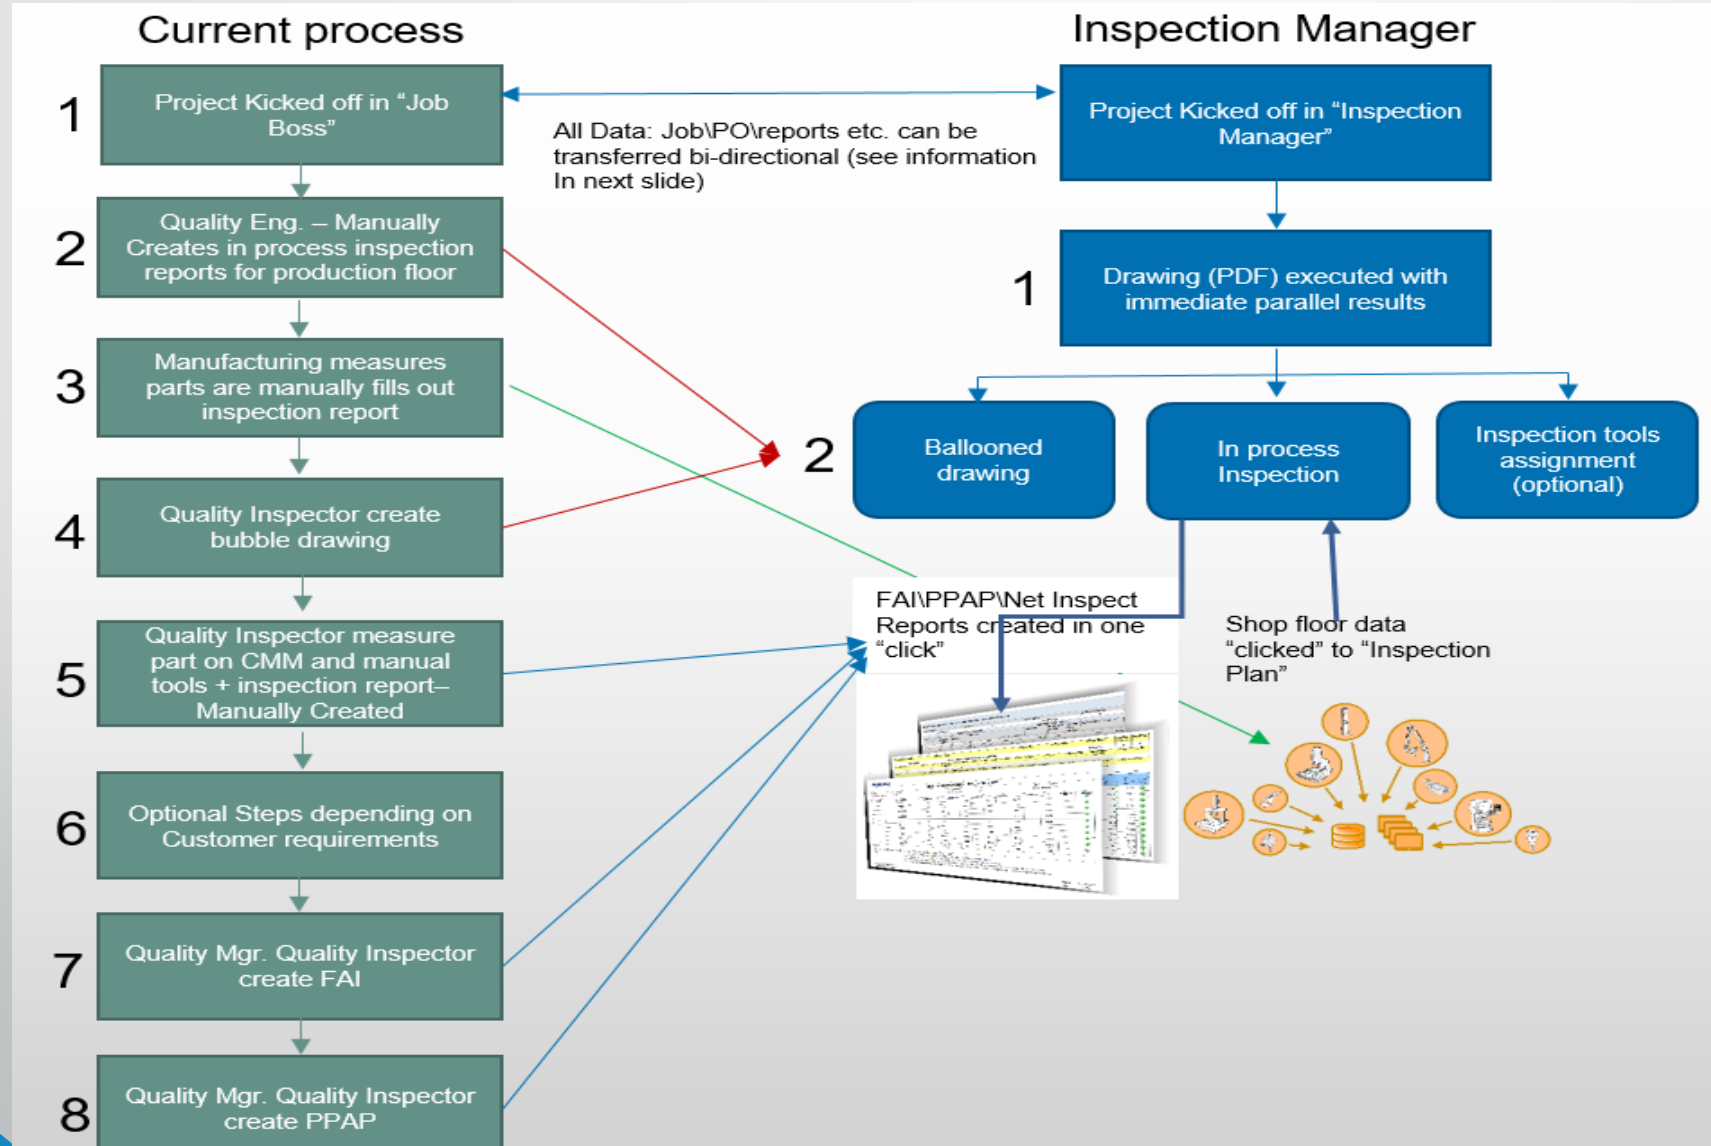 Current process
Inspection Manager
1
Project Kicked off in “Job
Boss”
All Data: Job\PO\reports etc. can be
transferred bi-directional (see information
In next slide)
Project Kicked off in “Inspection
Manager”
2
Quality Eng. – Manually
Creates in process inspection
reports for production floor
1
Drawing (PDF) executed with
immediate parallel results
3
Manufacturing measures
parts are manually fills out
inspection report
2
Ballooned
drawing
In process
Inspection
Inspection tools
assignment
(optional)
4
Quality Inspector create
bubble drawing
FAI\PPAP\Net Inspect
Reports created in one
“click”
Shop floor data
“clicked” to “Inspection
Plan”
5
Quality Inspector measure
part on CMM and manual
tools + inspection report–
Manually Created
6
Optional Steps depending on
Customer requirements
7
Quality Mgr. Quality Inspector
create FAI
8
Quality Mgr. Quality Inspector
create PPAP